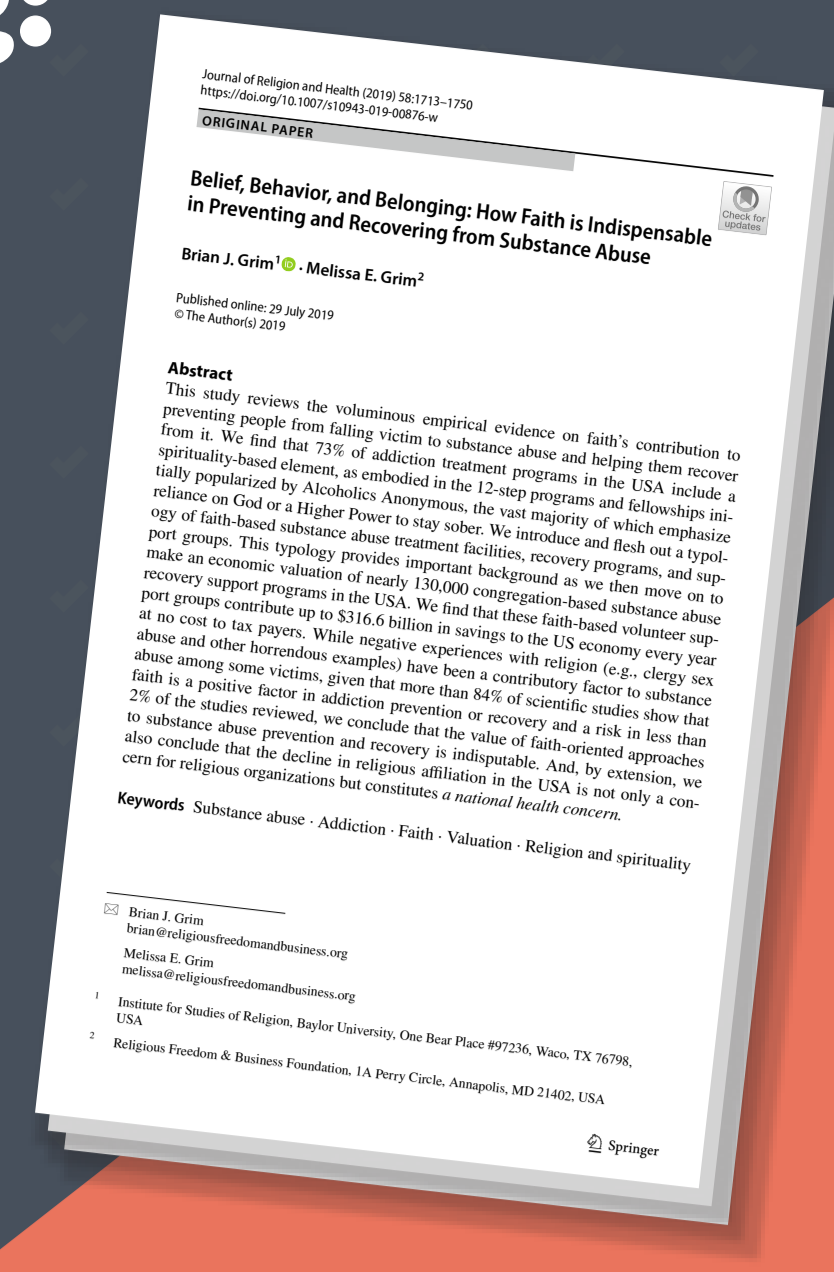 Journal of Religion and Health (2019) 58:1713–1750
https://doi.org/10.1007/s10943-019-00876-w
ORIGINAL PAPER
Check for
updates
Belief, Behavior, and Belonging: How Faith is Indispensable
in Preventing and Recovering from Substance Abuse
Brian J. Grim¹ iD · Melissa E. Grim²
Published online: 29 July 2019
© The Author(s) 2019
Abstract
This study reviews the voluminous empirical evidence on faith's contribution to
preventing people from falling victim to substance abuse and helping them recover
from it. We find that 73% of addiction treatment programs in the USA include a
spirituality-based element, as embodied in the 12-step programs and fellowships ini-
tially popularized by Alcoholics Anonymous, the vast majority of which emphasize
reliance on God or a Higher Power to stay sober. We introduce and flesh out a typol-
ogy of faith-based substance abuse treatment facilities, recovery programs, and sup-
port groups. This typology provides important background as we then move on to
make an economic valuation of nearly 130,000 congregation-based substance abuse
recovery support programs in the USA. We find that these faith-based volunteer sup-
port groups contribute up to $316.6 billion in savings to the US economy every year
at no cost to tax payers. While negative experiences with religion (e.g., clergy sex
abuse and other horrendous examples) have been a contributory factor to substance
abuse among some victims, given that more than 84% of scientific studies show that
faith is a positive factor in addiction prevention or recovery and a risk in less than
2% of the studies reviewed, we conclude that the value of faith-oriented approaches
to substance abuse prevention and recovery is indisputable. And, by extension, we
also conclude that the decline in religious affiliation in the USA is not only a con-
cern for religious organizations but constitutes a national health concern.
Keywords Substance abuse · Addiction · Faith · Valuation · Religion and spirituality
Brian J. Grim
brian@religiousfreedomandbusiness.org
Melissa E. Grim
melissa@religiousfreedomandbusiness.org
1 Institute for Studies of Religion, Baylor University, One Bear Place #97236, Waco, TX 76798,
USA
2 Religious Freedom & Business Foundation, 1A Perry Circle, Annapolis, MD 21402, USA
Springer